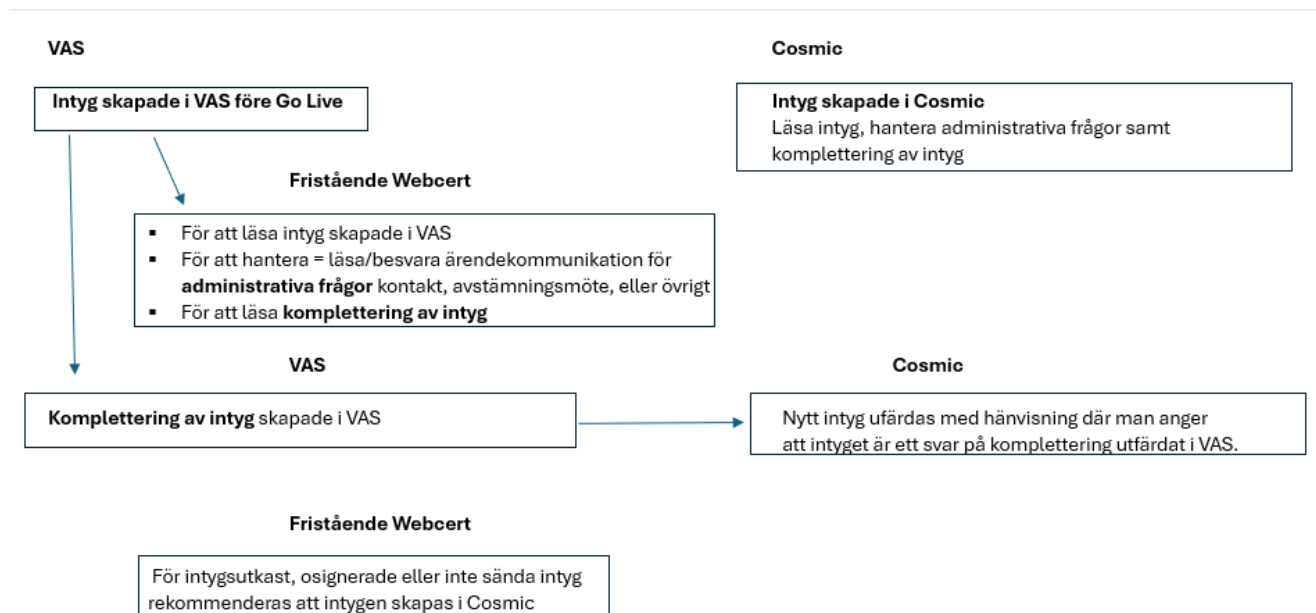 VAS
Cosmic
Intyg skapade i VAS före Go Live
Intyg skapade i Cosmic
Läsa intyg, hantera administrativa frågor samt
komplettering av intyg
Fristående Webcert
▪ För att läsa intyg skapade i VAS
▪ För att hantera = läsa/besvara ärendekommunikation för
administrativa frågor kontakt, avstämningsmöte, eller övrigt
▪ För att läsa komplettering av intyg
VAS
Cosmic
Komplettering av intyg skapade i VAS
Nytt intyg ufärdas med hänvisning där man anger
att intyget är ett svar på komplettering utfärdat i VAS.
Fristående Webcert
För intygsutkast, osignerade eller inte sända intyg
rekommenderas att intygen skapas i Cosmic